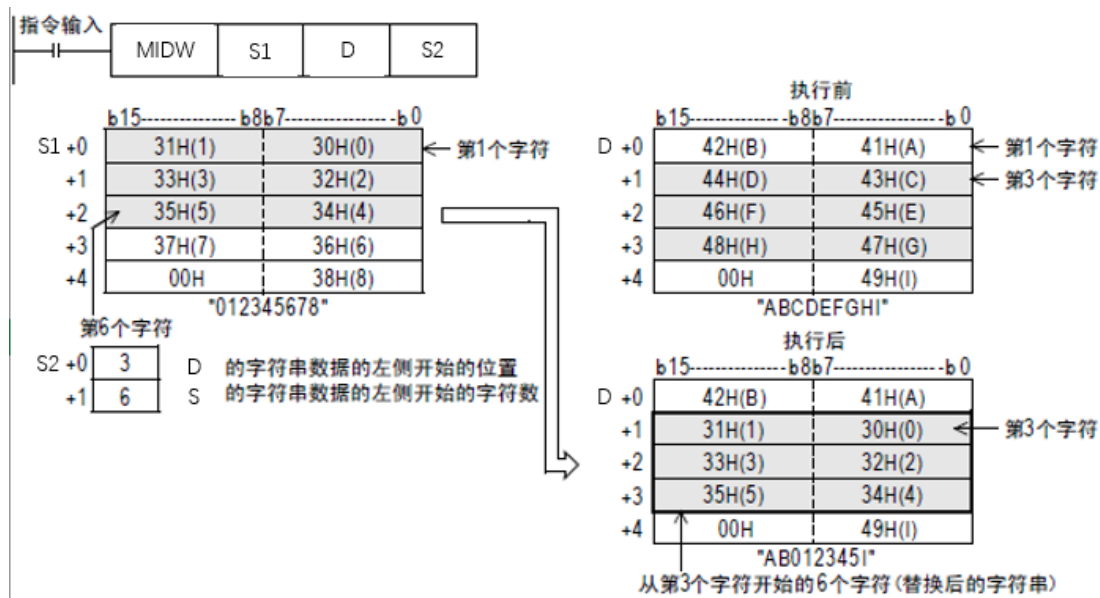 指令输入
MIDW S1 D S2
执行前
b15 b8b7 b0
S1 +0 31H(1) 30H(0) 第1个字符
+1 33H(3) 32H(2)
+2 35H(5) 34H(4)
+3 37H(7) 36H(6)
+4 00H 38H(8)
"012345678"
第6个字符
b15 b8b7 b0
D +0 42H(B) 41H(A) 第1个字符
+1 44H(D) 43H(C) 第3个字符
+2 46H(F) 45H(E)
+3 48H(H) 47H(G)
+4 00H 49H(I)
"ABCDEFGHI"
S2 +0 3 D 的字符串数据的左侧开始的位置
+1 6 S 的字符串数据的左侧开始的字符数
执行后
b15 b8b7 b0
D +0 42H(B) 41H(A)
+1 31H(1) 30H(0) 第3个字符
+2 33H(3) 32H(2)
+3 35H(5) 34H(4)
+4 00H 49H(I)
"AB012345I"
从第3个字符开始的6个字符(替换后的字符串)